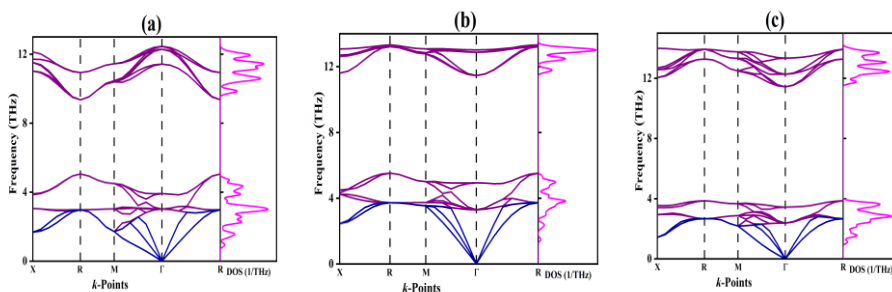 (a)
Frequency (THz)
12
8
4
0
X R M Γ R DOS (1/THz)
k-Points
(b)
Frequency (THz)
12
8
4
0
X R M Γ R DOS (1/THz)
k-Points
(c)
Frequency (THz)
12
8
4
0
X R M Γ R DOS (1/THz)
k-Points